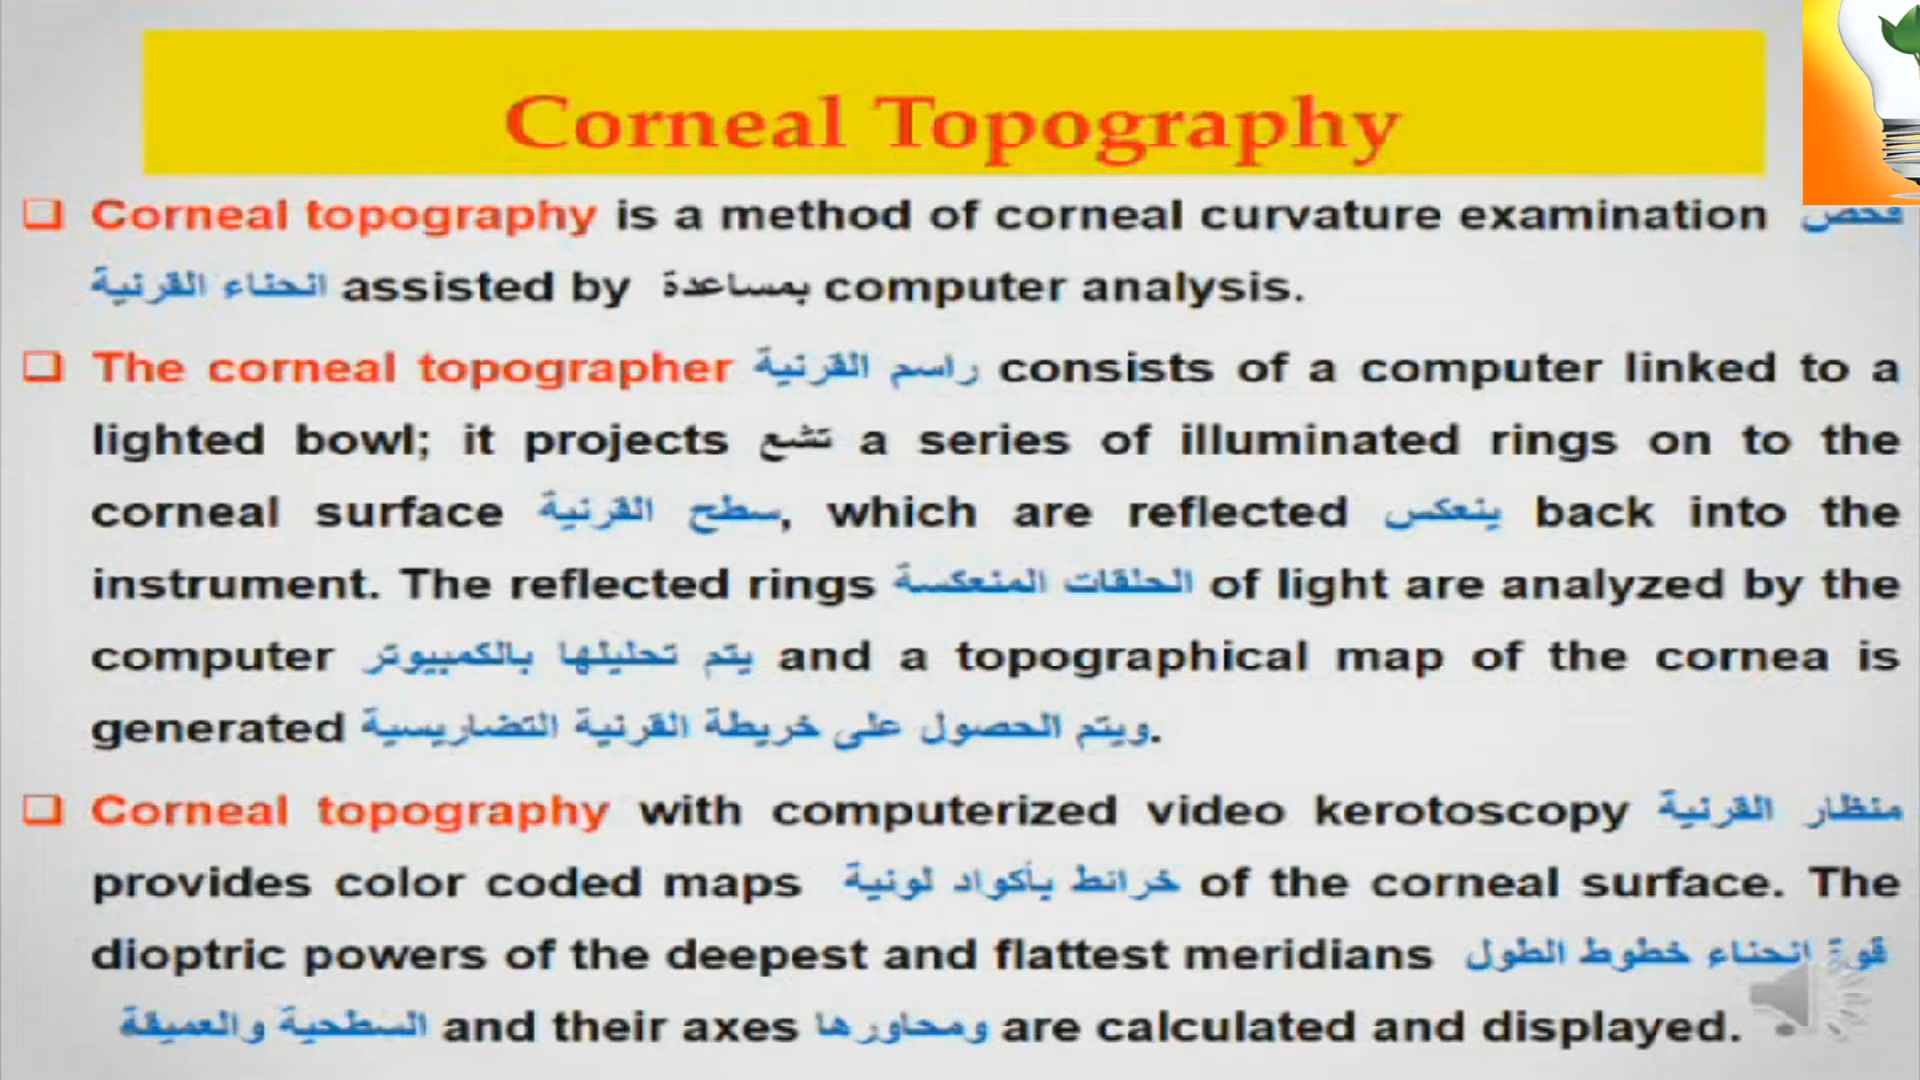 Corneal Topography
❑ Corneal topography is a method of corneal curvature examination فحص
انحناء القرنية assisted by بمساعدة computer analysis.
❑ The corneal topographer راسم القرنية consists of a computer linked to a
lighted bowl; it projects تشع a series of illuminated rings on to the
corneal surface سطح القرنية, which are reflected ينعكس back into the
instrument. The reflected rings الحلقات المنعكسة of light are analyzed by the
computer يتم تحليلها بالكمبيوتر and a topographical map of the cornea is
generated ويتم الحصول على خريطة القرنية التضاريسية.
❑ Corneal topography with computerized video kerotoscopy منظار القرنية
provides color coded maps خرائط بأكواد لونية of the corneal surface. The
dioptric powers of the deepest and flattest meridians قوة انحناء خطوط الطول
السطحية والعميقة and their axes ومحاورها are calculated and displayed.